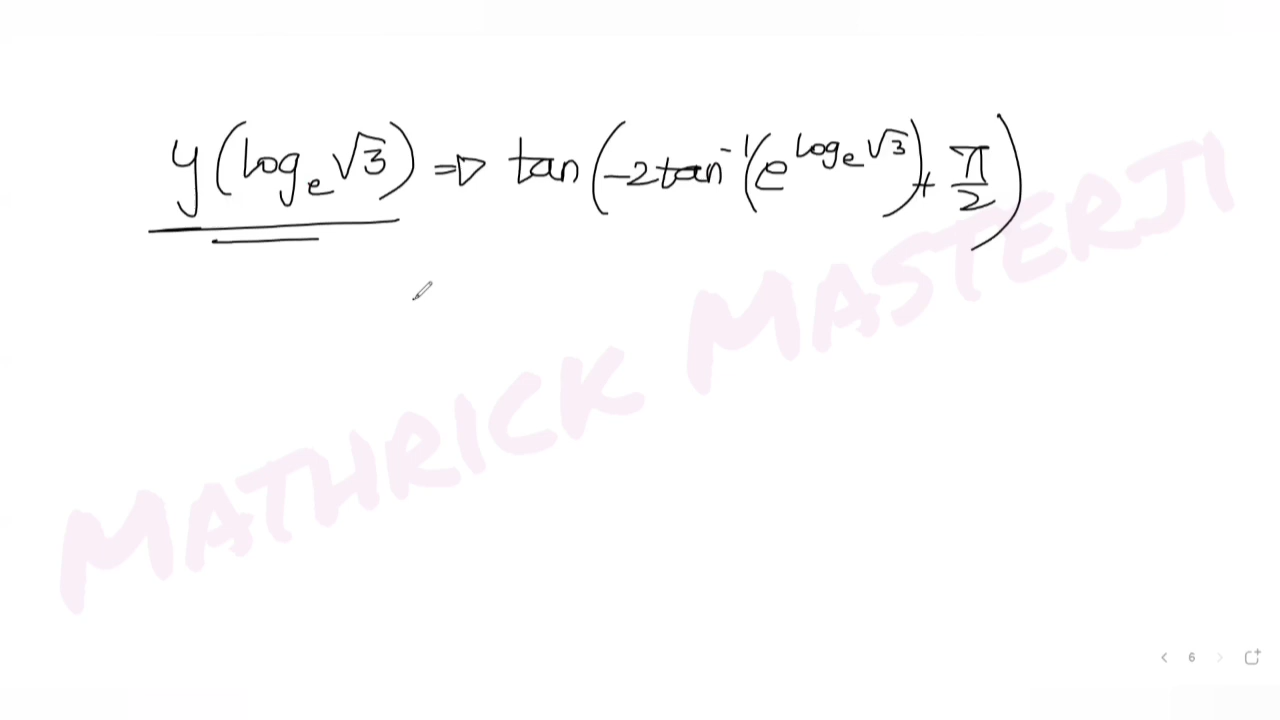 y(log_e √3) ⇒ tan(-2tan⁻¹(e^{log_e √3}) + π/2)
MATHRICK MASTERJI
6